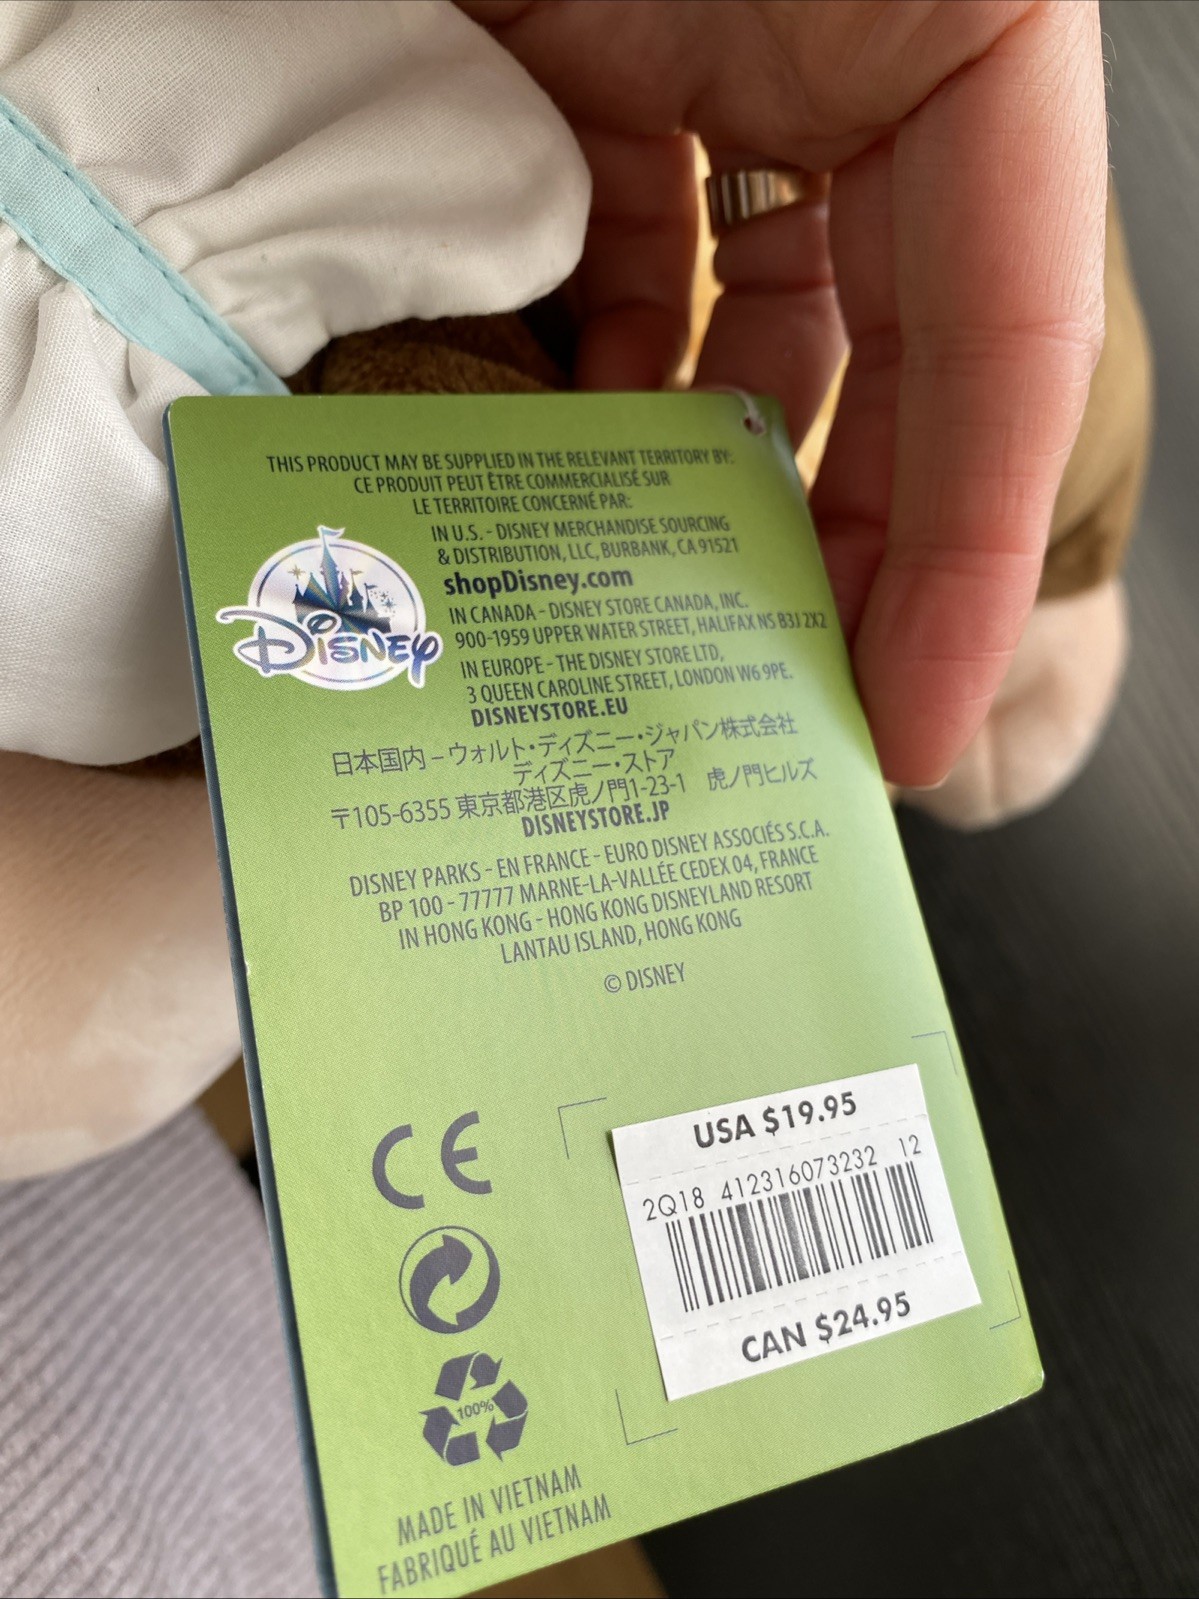 THIS PRODUCT MAY BE SUPPLIED IN THE RELEVANT TERRITORY BY:
CE PRODUIT PEUT ÊTRE COMMERCIALISÉ SUR
LE TERRITOIRE CONCERNÉ PAR:
IN U.S. - DISNEY MERCHANDISE SOURCING
& DISTRIBUTION, LLC, BURBANK, CA 91521
shopDisney.com
IN CANADA - DISNEY STORE CANADA, INC.
900-1959 UPPER WATER STREET, HALIFAX NS B3J 2X2
IN EUROPE - THE DISNEY STORE LTD,
3 QUEEN CAROLINE STREET, LONDON W6 9PE.
DISNEYSTORE.EU
Disney
日本国内 – ウォルト・ディズニー・ジャパン株式会社
ディズニー・ストア
〒105-6355 東京都港区虎ノ門1-23-1 虎ノ門ヒルズ
DISNEYSTORE.JP
DISNEY PARKS - EN FRANCE - EURO DISNEY ASSOCIÉS S.C.A.
BP 100 - 77777 MARNE-LA-VALLÉE CEDEX 04, FRANCE
IN HONG KONG - HONG KONG DISNEYLAND RESORT
LANTAU ISLAND, HONG KONG
© DISNEY
CE
USA $19.95
2Q18 412316073232 12
CAN $24.95
100%
MADE IN VIETNAM
FABRIQUÉ AU VIETNAM